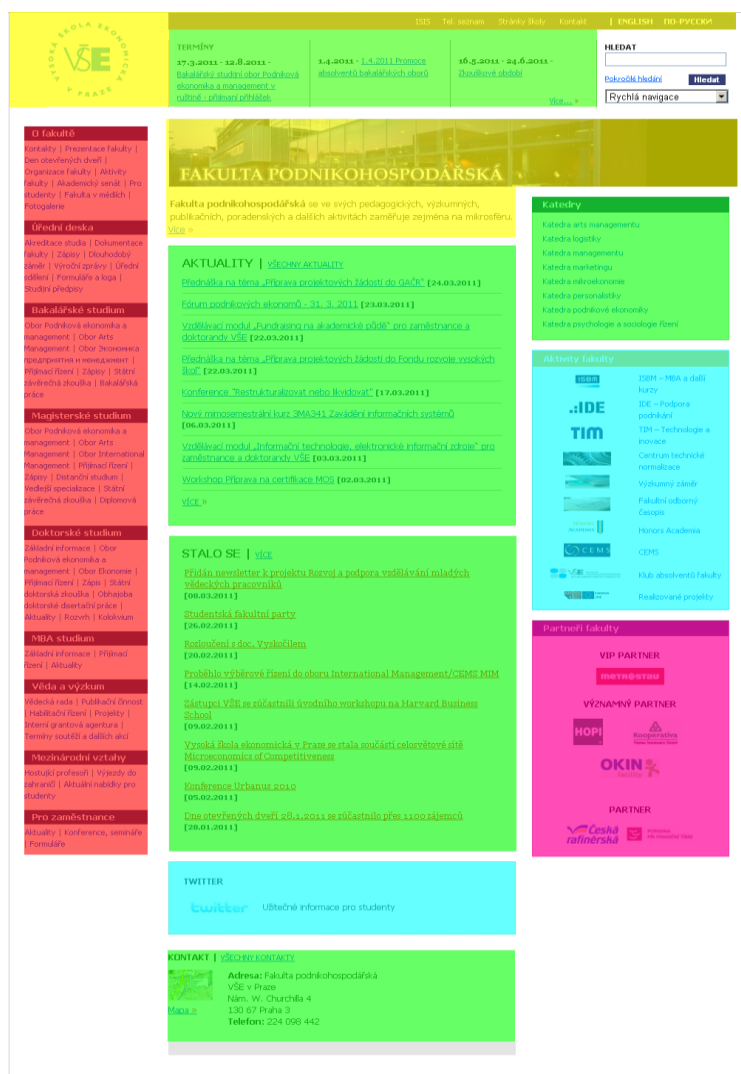 VYSOKÁ ŠKOLA EKONOMICKÁ V PRAZE
VŠE
ISIS Tel. seznam Stránky školy Kontakt | ENGLISH ПО-РУССКИ
TERMÍNY
17.3.2011 - 12.8.2011 -
Bakalářský studijní obor Podniková
ekonomika a management v
ruštině - přijímaní přihlášek
1.4.2011 - 1.4.2011 Promoce
absolventů bakalářských oborů
16.5.2011 - 24.6.2011 -
Zkouškové období
Více... »
HLEDAT
Pokročilé hledání Hledat
Rychlá navigace
FAKULTA PODNIKOHOSPODÁŘSKÁ
O fakultě
Kontakty | Prezentace fakulty |
Den otevřených dveří |
Organizace fakulty | Aktivity
fakulty | Akademický senát | Pro
studenty | Fakulta v médiích |
Fotogalerie
Úřední deska
Akreditace studia | Dokumentace
fakulty | Zápisy | Dlouhodobý
záměr | Výroční zprávy | Úřední
sdělení | Formuláře a loga |
Studijní předpisy
Bakalářské studium
Obor Podniková ekonomika a
management | Obor Arts
Management | Obor Экономика
предприятия и менеджмент |
Přijímací řízení | Zápisy | Státní
závěrečná zkouška | Bakalářská
práce
Magisterské studium
Obor Podniková ekonomika a
management | Obor Arts
Management | Obor International
Management | Přijímací řízení |
Zápisy | Distanční studium |
Vedlejší specializace | Státní
závěrečná zkouška | Diplomová
práce
Doktorské studium
Základní informace | Obor
Podniková ekonomika a
management | Obor Ekonomie |
Přijímací řízení | Zápis | Státní
doktorská zkouška | Obhajoba
doktorské disertační práce |
Aktuality | Rozvrh | Kolokvium
MBA studium
Základní informace | Přijímací
řízení | Aktuality
Věda a výzkum
Vědecká rada | Publikační činnost
| Habilitační řízení | Projekty |
Interní grantová agentura |
Termíny soutěží a dalších akcí
Mezinárodní vztahy
Hostující profesoři | Výjezdy do
zahraničí | Aktuální nabídky pro
studenty
Pro zaměstnance
Aktuality | Konference, semináře
| Formuláře
Fakulta podnikohospodářská se ve svých pedagogických, výzkumných,
publikačních, poradenských a dalších aktivitách zaměřuje zejména na mikrosféru.
Více »
AKTUALITY | VŠECHNY AKTUALITY
Přednáška na téma „Příprava projektových žádostí do GAČR" [24.03.2011]
Fórum podnikových ekonomů - 31. 3. 2011 [23.03.2011]
Vzdělávací modul „Fundraising na akademické půdě" pro zaměstnance a
doktorandy VŠE [22.03.2011]
Přednáška na téma „Příprava projektových žádostí do Fondu rozvoje vysokých
škol" [22.03.2011]
Konference "Restrukturalizovat nebo likvidovat" [17.03.2011]
Nový mimosemestrální kurz 3MA341 Zavádění informačních systémů
[06.03.2011]
Vzdělávací modul „Informační technologie, elektronické informační zdroje" pro
zaměstnance a doktorandy VŠE [03.03.2011]
Workshop Příprava na certifikace MOS [02.03.2011]
VÍCE »
STALO SE | VÍCE
Přidán newsletter k projektu Rozvoj a podpora vzdělávání mladých
vědeckých pracovníků
[08.03.2011]
Studentská fakultní party
[26.02.2011]
Rozloučení s doc. Vyskočilem
[20.02.2011]
Proběhlo výběrové řízení do oboru International Management/CEMS MIM
[14.02.2011]
Zástupci VŠE se zúčastnili úvodního workshopu na Harvard Business
School
[09.02.2011]
Vysoká škola ekonomická v Praze se stala součástí celosvětové sítě
Microeconomics of Competitiveness
[09.02.2011]
Konference Urbanus 2010
[05.02.2011]
Dne otevřených dveří 28.1.2011 se zúčastnilo přes 1100 zájemců
[28.01.2011]
TWITTER
twitter Užitečné informace pro studenty
KONTAKT | VŠECHNY KONTAKTY
Mapa »
Adresa: Fakulta podnikohospodářská
VŠE v Praze
Nám. W. Churchilla 4
130 67 Praha 3
Telefon: 224 098 442
Katedry
Katedra arts managementu
Katedra logistiky
Katedra managementu
Katedra marketingu
Katedra mikroekonomie
Katedra personalistiky
Katedra podnikové ekonomiky
Katedra psychologie a sociologie řízení
Aktivity fakulty
ISBM ISBM – MBA a další
kurzy
.:IDE IDE – Podpora
podnikání
TIM TIM – Technologie a
inovace
Centrum technické
normalizace
Výzkumný záměr
Fakultní odborný
časopis
Honors Academia
CEMS CEMS
VŠE Klub absolventů fakulty
Realizované projekty
Partneři fakulty
VIP PARTNER
METROSTAV
VÝZNAMNÝ PARTNER
HOPI Kooperativa
OKIN
facility
PARTNER
Česká
rafinérská